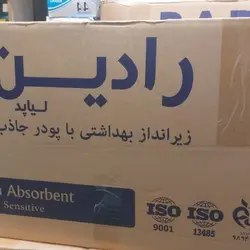 رادین
لیاپد
زیرانداز بهداشتی با پودر جاذب
Absorbent
Sensitive
ISO
9001
ISO
13485